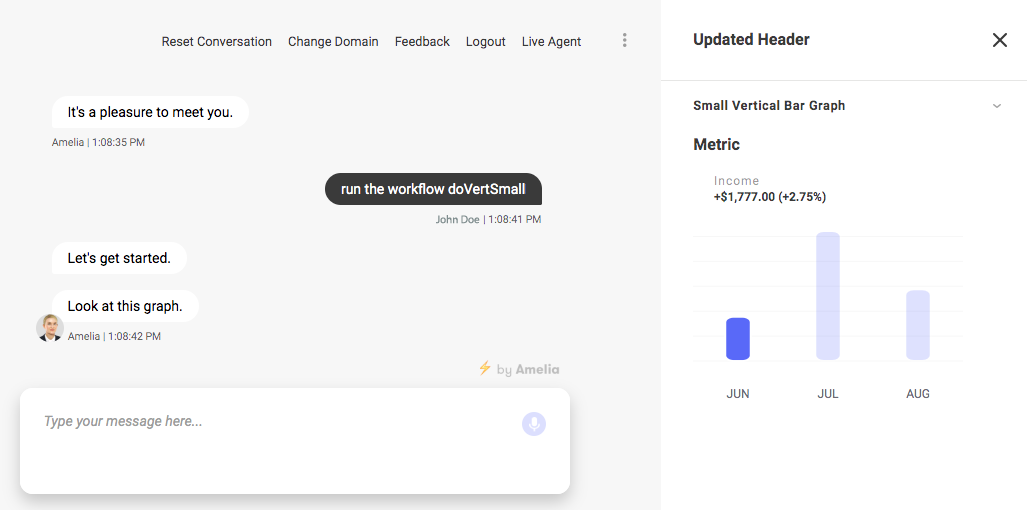 Reset Conversation Change Domain Feedback Logout Live Agent
It's a pleasure to meet you.
Amelia | 1:08:35 PM
run the workflow doVertSmall
John Doe | 1:08:41 PM
Let's get started.
Look at this graph.
Amelia | 1:08:42 PM
by Amelia
Type your message here...
Updated Header
Small Vertical Bar Graph
Metric
Income
+$1,777.00 (+2.75%)
JUN JUL AUG